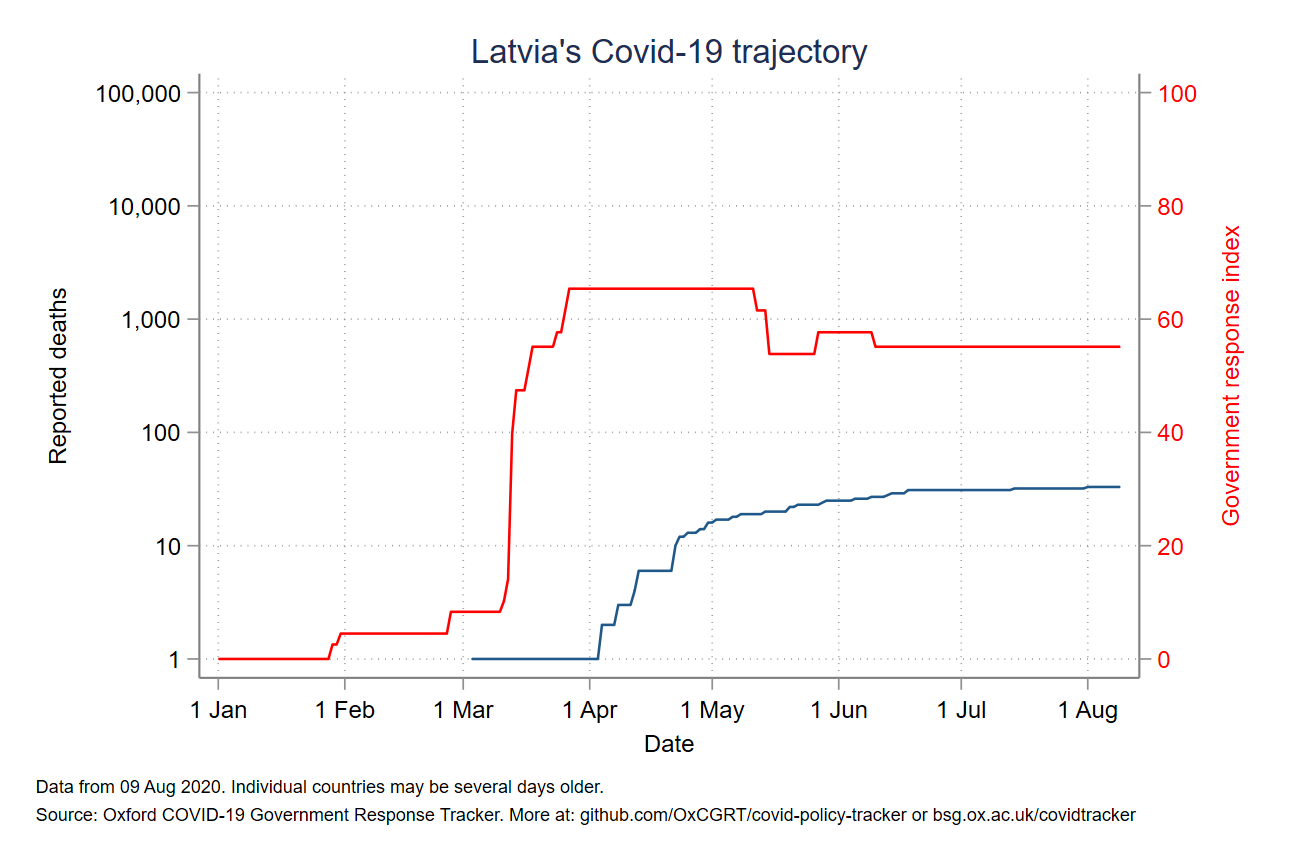 Latvia's Covid-19 trajectory
100,000
10,000
1,000
100
10
1
Reported deaths
100
80
60
40
20
0
Government response index
1 Jan
1 Feb
1 Mar
1 Apr
1 May
1 Jun
1 Jul
1 Aug
Date
Data from 09 Aug 2020. Individual countries may be several days older.
Source: Oxford COVID-19 Government Response Tracker. More at: github.com/OxCGRT/covid-policy-tracker or bsg.ox.ac.uk/covidtracker